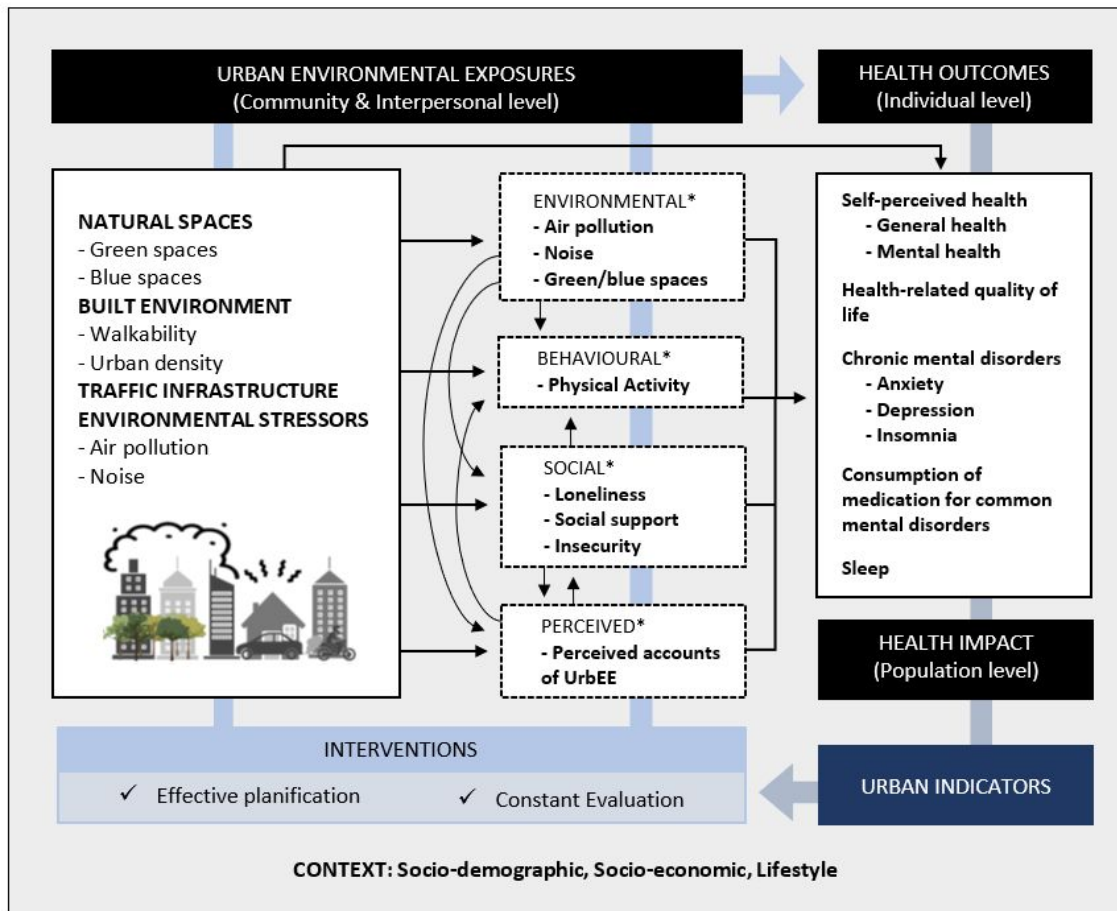 URBAN ENVIRONMENTAL EXPOSURES
(Community & Interpersonal level)
HEALTH OUTCOMES
(Individual level)
NATURAL SPACES
- Green spaces
- Blue spaces
BUILT ENVIRONMENT
- Walkability
- Urban density
TRAFFIC INFRASTRUCTURE
ENVIRONMENTAL STRESSORS
- Air pollution
- Noise
ENVIRONMENTAL*
- Air pollution
- Noise
- Green/blue spaces
BEHAVIOURAL*
- Physical Activity
SOCIAL*
- Loneliness
- Social support
- Insecurity
PERCEIVED*
- Perceived accounts
of UrbEE
Self-perceived health
- General health
- Mental health
Health-related quality of
life
Chronic mental disorders
- Anxiety
- Depression
- Insomnia
Consumption of
medication for common
mental disorders
Sleep
HEALTH IMPACT
(Population level)
INTERVENTIONS
✓ Effective planification
✓ Constant Evaluation
URBAN INDICATORS
CONTEXT: Socio-demographic, Socio-economic, Lifestyle